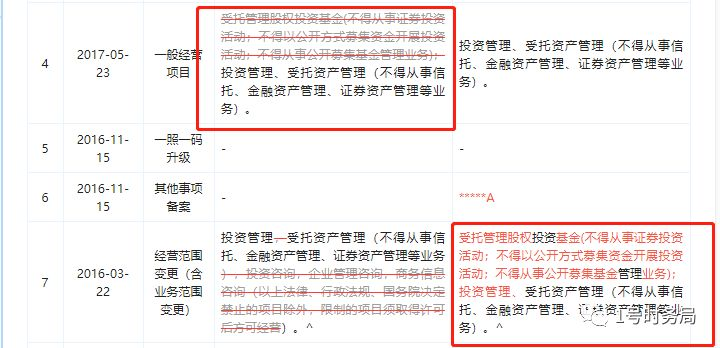 受托管理股权投资基金(不得从事证券投资
活动；不得以公开方式募集资金开展投资
活动；不得从事公开募集基金管理业务)；
投资管理、受托资产管理（不得从事信
托、金融资产管理、证券资产管理等业
务）。
4
2017-05-
23
一般经营
项目
投资管理、受托资产管理（不得从事信
托、金融资产管理、证券资产管理等业
务）。
5
2016-11-
15
一照一码
升级
-
-
6
2016-11-
15
其他事项
备案
-
*****A
7
2016-03-
22
经营范围
变更（含
业务范围
变更）
投资管理，受托资产管理（不得从事信
托、金融资产管理、证券资产管理等业务
），投资咨询，企业管理咨询，商务信息
咨询（以上法律、行政法规、国务院决定
禁止的项目除外，限制的项目须取得许可
后方可经营）。^
受托管理股权投资基金(不得从事证券投资
活动；不得以公开方式募集资金开展投资
活动；不得从事公开募集基金管理业务)；
投资管理、受托资产管理（不得从事信
托、金融资产管理、证券资产管理等业
务）。^
1号时务局